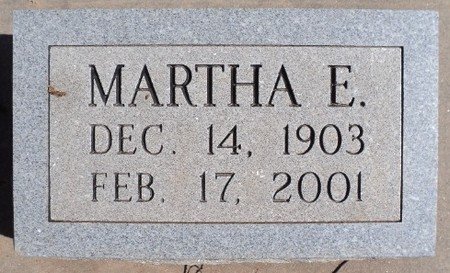 MARTHA E.
DEC. 14, 1903
FEB. 17, 2001